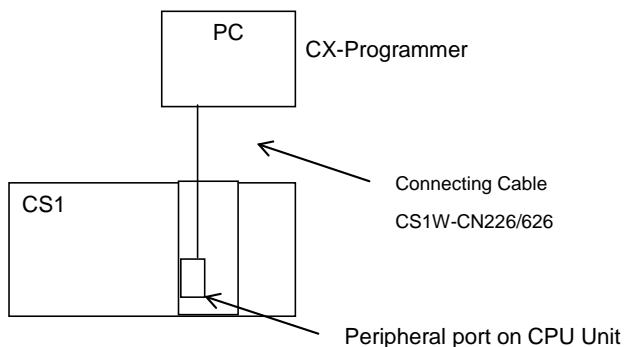 PC
CX-Programmer
Connecting Cable
CS1W-CN226/626
CS1
Peripheral port on CPU Unit